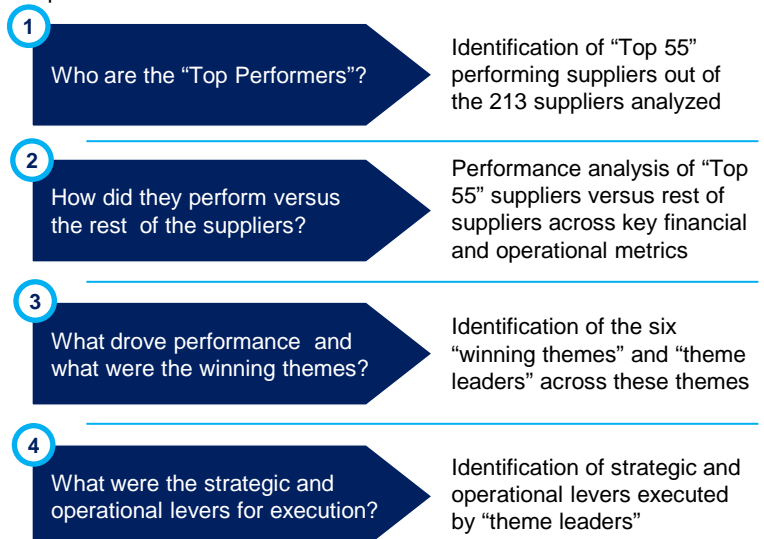 1
Who are the “Top Performers”?
Identification of “Top 55”
performing suppliers out of
the 213 suppliers analyzed
2
How did they perform versus
the rest of the suppliers?
Performance analysis of “Top
55” suppliers versus rest of
suppliers across key financial
and operational metrics
3
What drove performance and
what were the winning themes?
Identification of the six
“winning themes” and “theme
leaders” across these themes
4
What were the strategic and
operational levers for execution?
Identification of strategic and
operational levers executed
by “theme leaders”